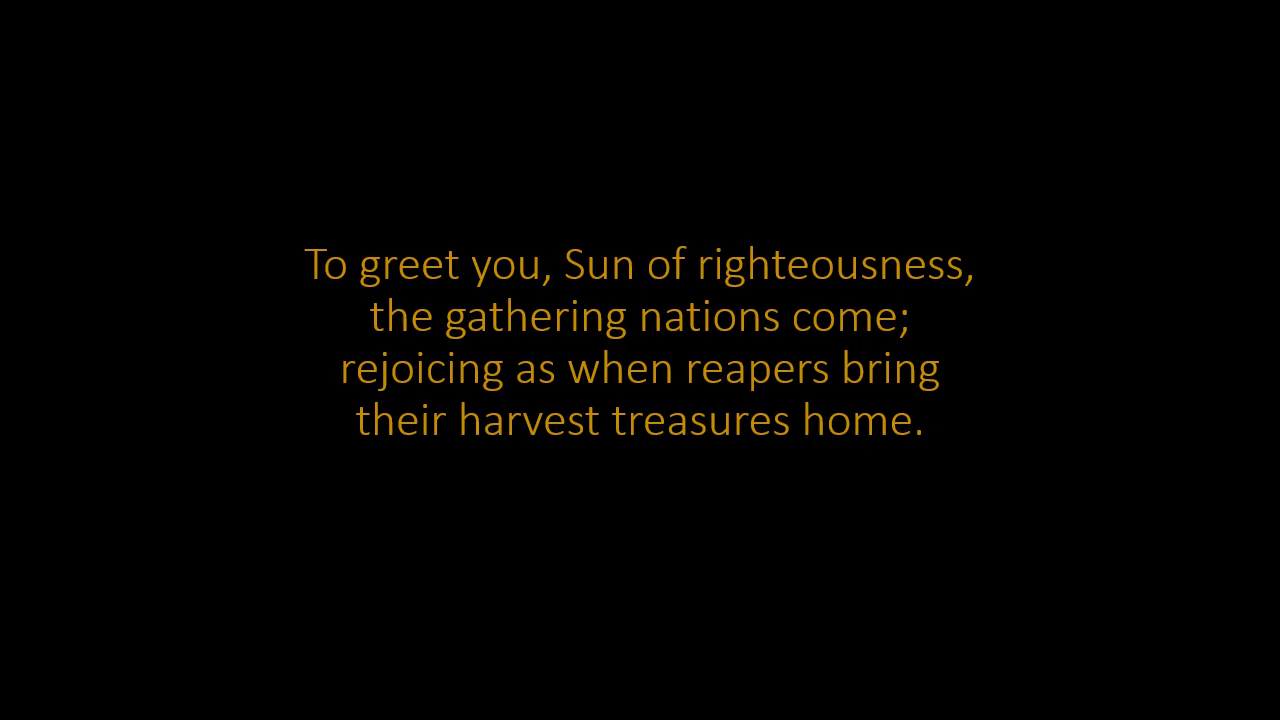 To greet you, Sun of righteousness,
the gathering nations come;
rejoicing as when reapers bring
their harvest treasures home.